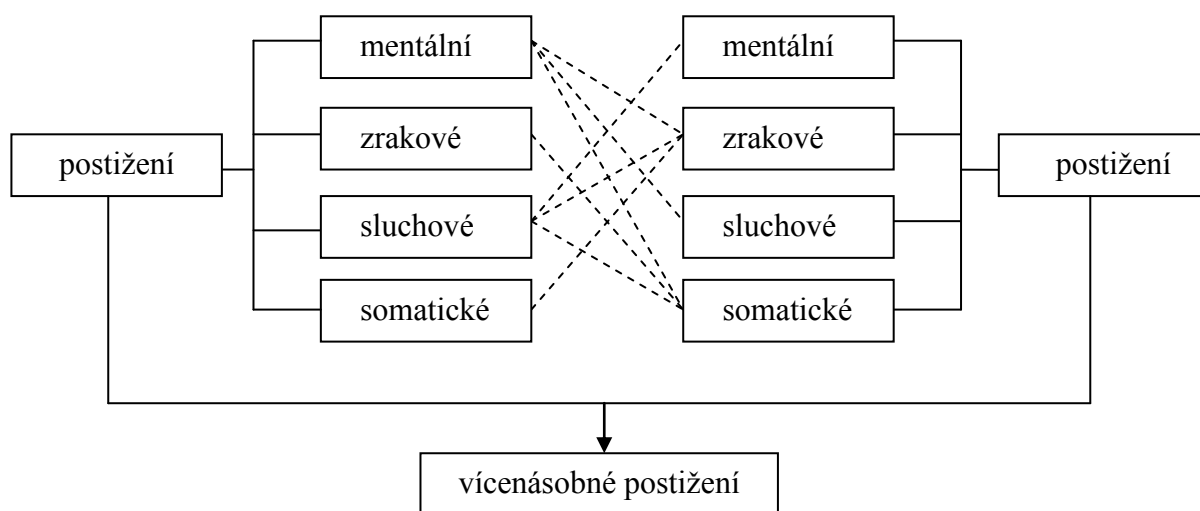 mentální
mentální
zrakové
zrakové
postižení
postižení
sluchové
sluchové
somatické
somatické
vícenásobné postižení